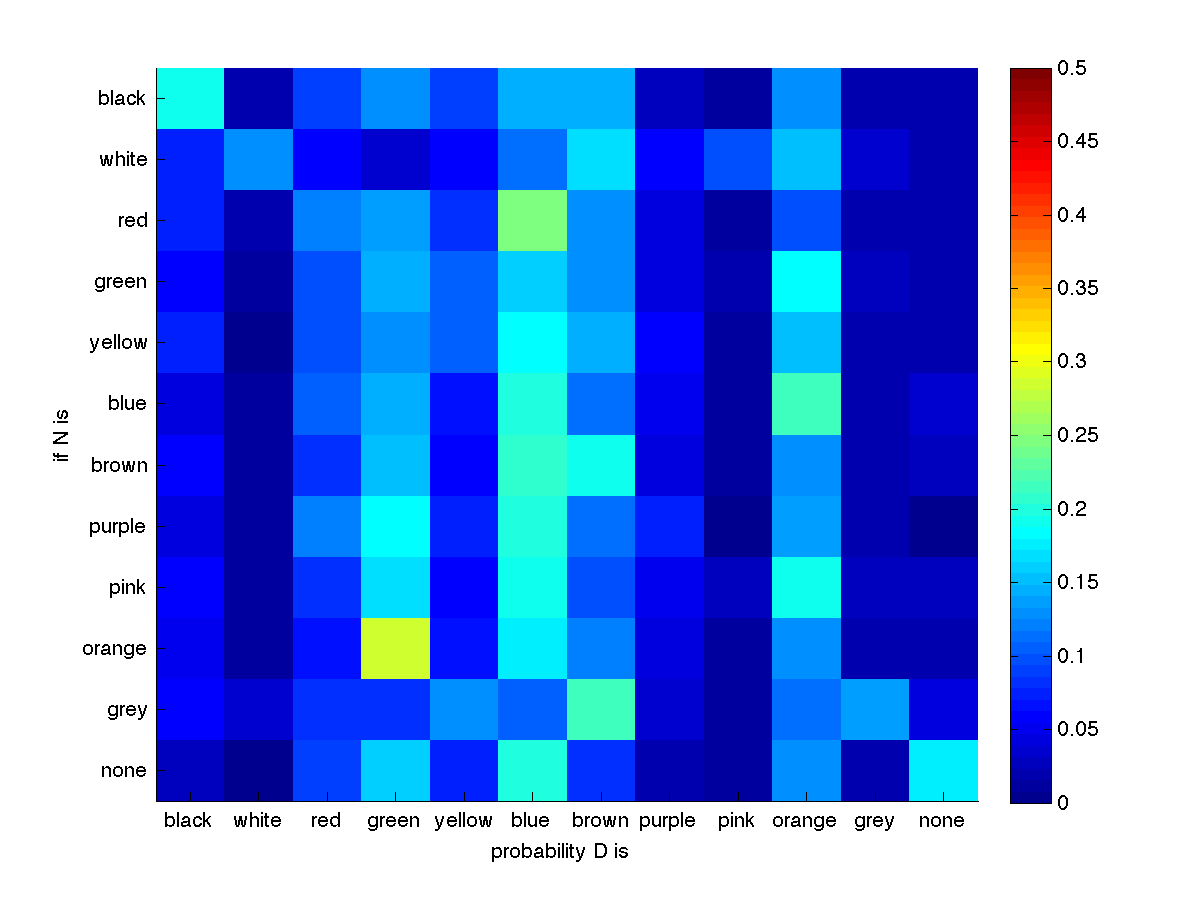 0.5
black
0.45
white
0.4
red
0.35
green
0.3
yellow
0.25
blue
if N is
0.2
brown
purple
0.15
pink
0.1
orange
grey
0.05
none
0
black white red green yellow blue brown purple pink orange grey none
probability D is